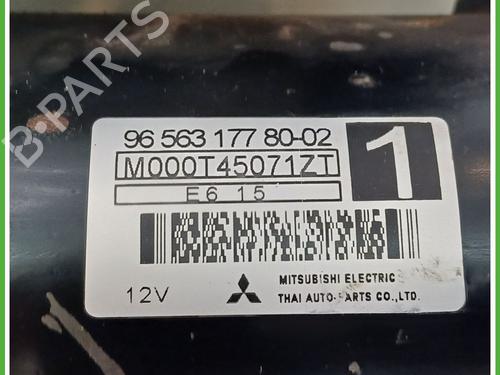 B-PARTS
96 563 177 80-02
1
M000T45071ZT
E6 15
12V
MITSUBISHI ELECTRIC
THAI AUTO-PARTS CO.,LTD.